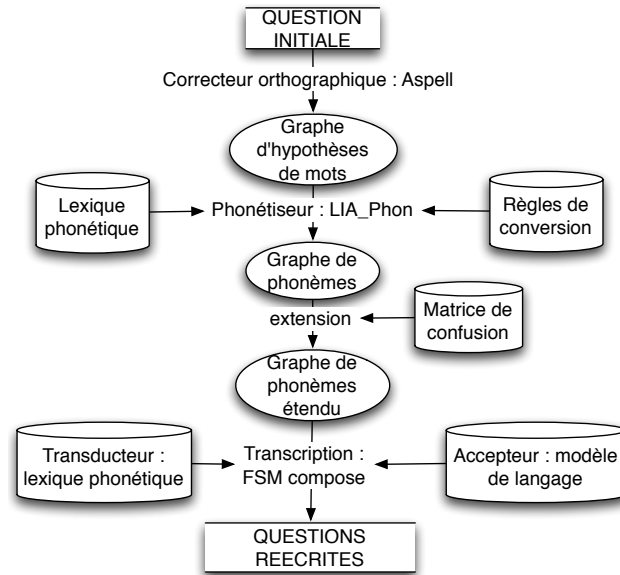 QUESTION
INITIALE
Correcteur orthographique : Aspell
Graphe
d'hypothèses
de mots
Lexique
phonétique
Phonétiseur : LIA_Phon
Règles de
conversion
Graphe de
phonèmes
extension
Matrice de
confusion
Graphe de
phonèmes
étendu
Transducteur :
lexique phonétique
Transcription :
FSM compose
Accepteur : modèle
de langage
QUESTIONS
REECRITES